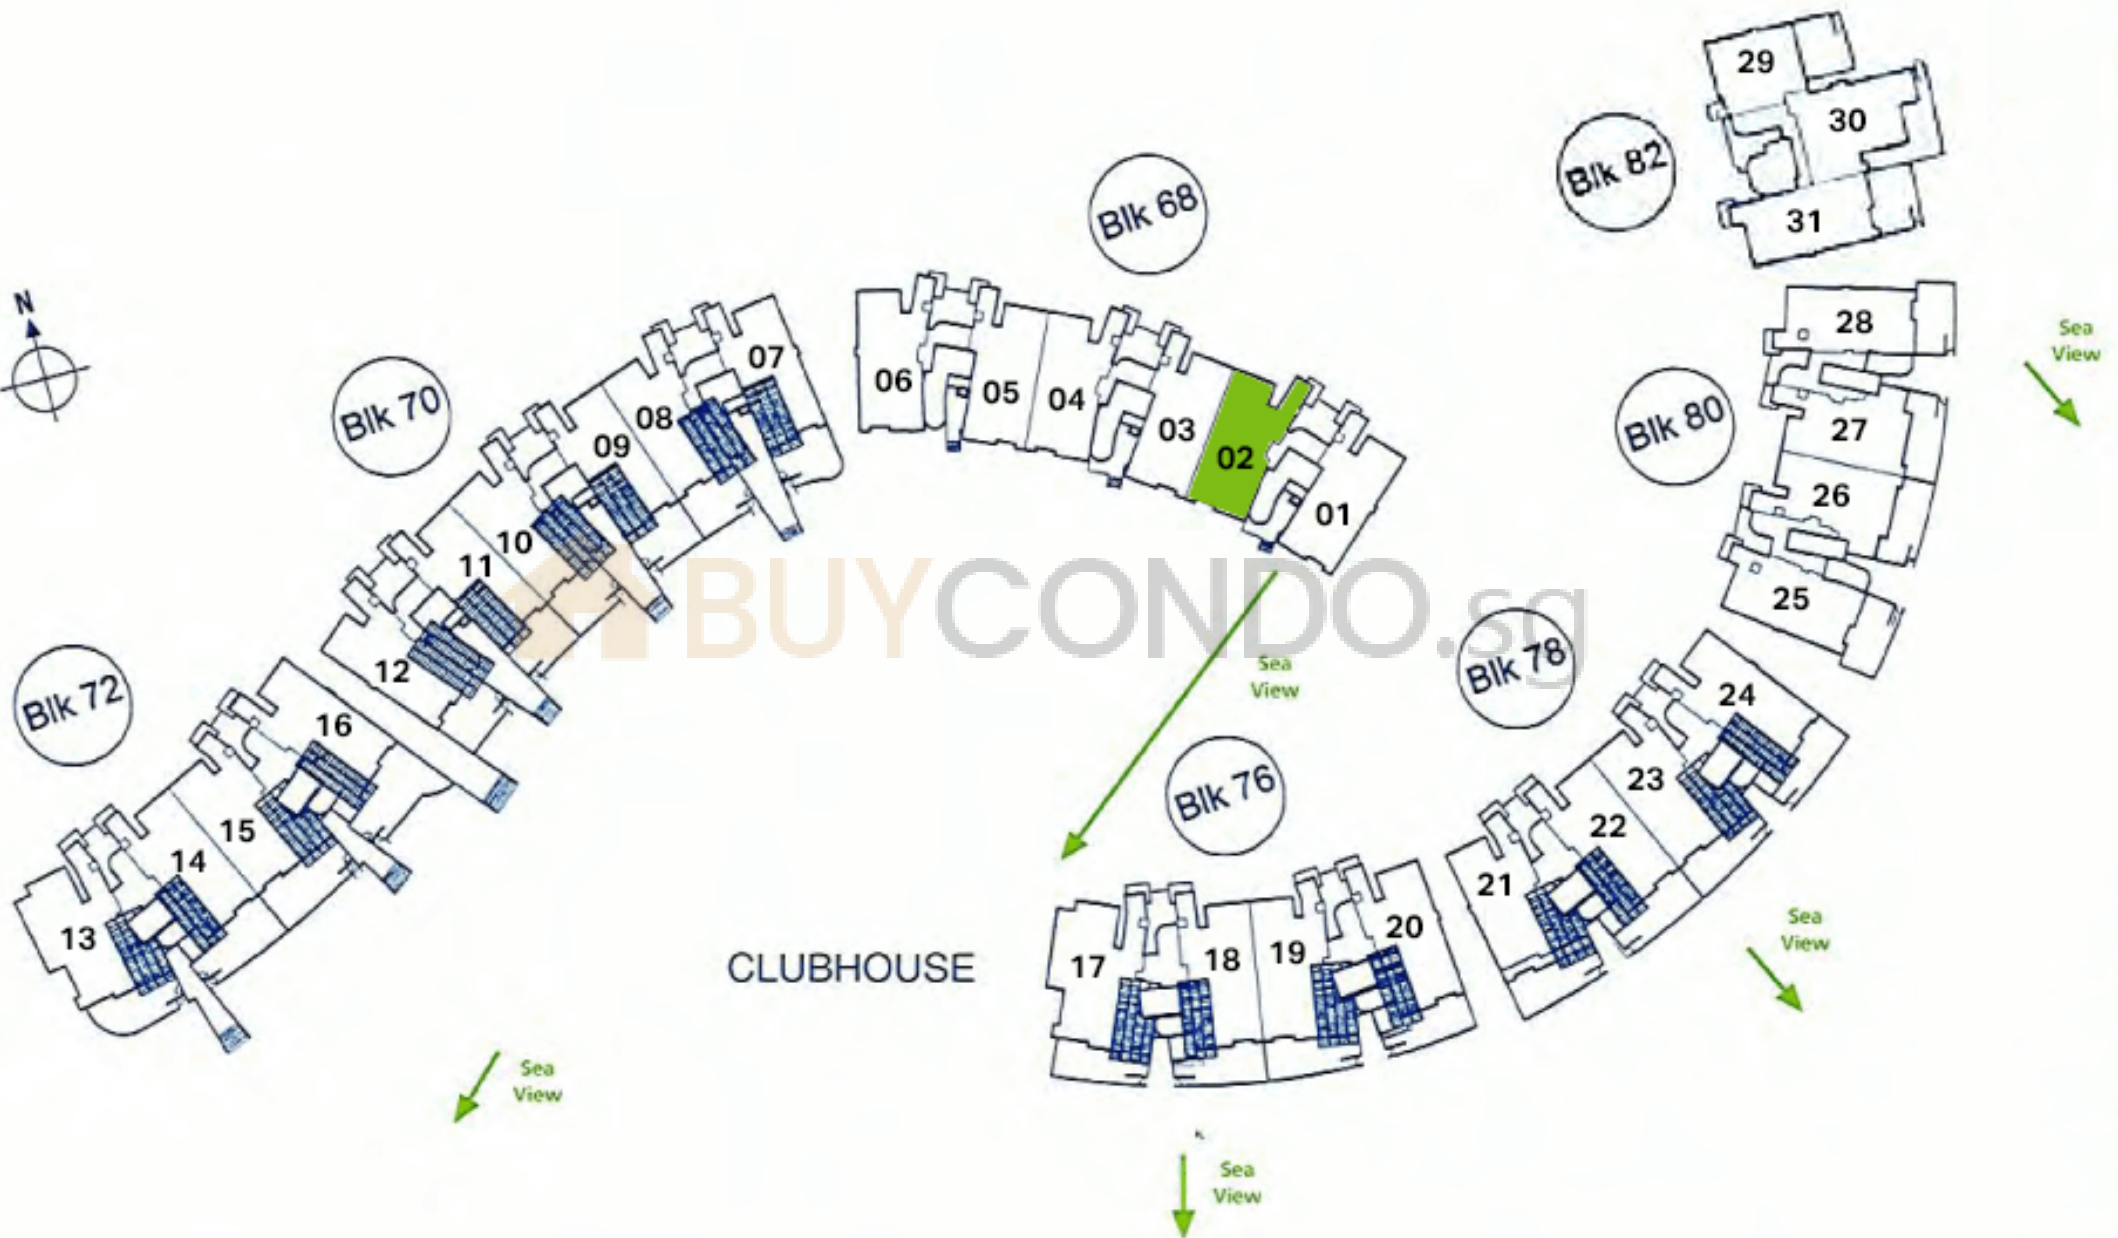 29
30
Blk 82
31
Blk 68
N
Sea
View
28
07
06
05
04
03
02
01
Blk 70
08
09
Blk 80
27
26
25
10
11
12
BUYCONDO.sg
Blk 72
16
15
14
13
Sea
View
Blk 78
24
23
22
21
Blk 76
20
19
18
17
CLUBHOUSE
Sea
View
Sea
View
Sea
View